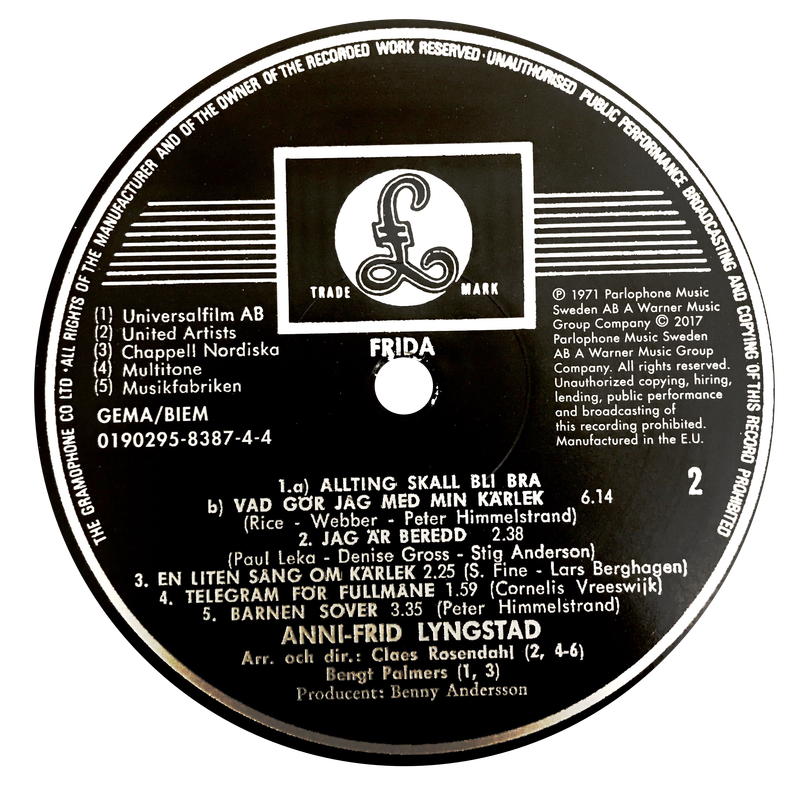 THE GRAMOPHONE CO LTD · ALL RIGHTS OF THE MANUFACTURER AND OF THE OWNER OF THE RECORDED WORK RESERVED · UNAUTHORISED PUBLIC PERFORMANCE BROADCASTING AND COPYING OF THIS RECORD PROHIBITED
£
TRADE MARK
(1) Universalfilm AB
(2) United Artists
(3) Chappell Nordiska
(4) Multitone
(5) Musikfabriken
GEMA/BIEM
0190295-8387-4-4
FRIDA
℗ 1971 Parlophone Music
Sweden AB A Warner Music
Group Company © 2017
Parlophone Music Sweden
AB A Warner Music Group
Company. All rights reserved.
Unauthorized copying, hiring,
lending, public performance
and broadcasting of
this recording prohibited.
Manufactured in the E.U.
2
1.a) ALLTING SKALL BLI BRA
b) VAD GÖR JAG MED MIN KÄRLEK 6.14
(Rice - Webber - Peter Himmelstrand)
2. JAG ÄR BEREDD 2.38
(Paul Leka - Denise Gross - Stig Anderson)
3. EN LITEN SÅNG OM KÄRLEK 2.25 (S. Fine - Lars Berghagen)
4. TELEGRAM FÖR FULLMÅNE 1.59 (Cornelis Vreeswijk)
5. BARNEN SOVER 3.35 (Peter Himmelstrand)
ANNI-FRID LYNGSTAD
Arr. och dir.: Claes Rosendahl (2, 4-6)
Bengt Palmers (1, 3)
Producent: Benny Andersson